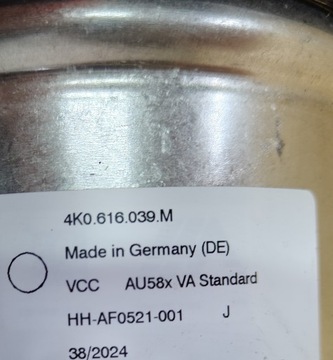 4K0.616.039.M
Made in Germany (DE)
VCC AU58x VA Standard
HH-AF0521-001 J
38/2024